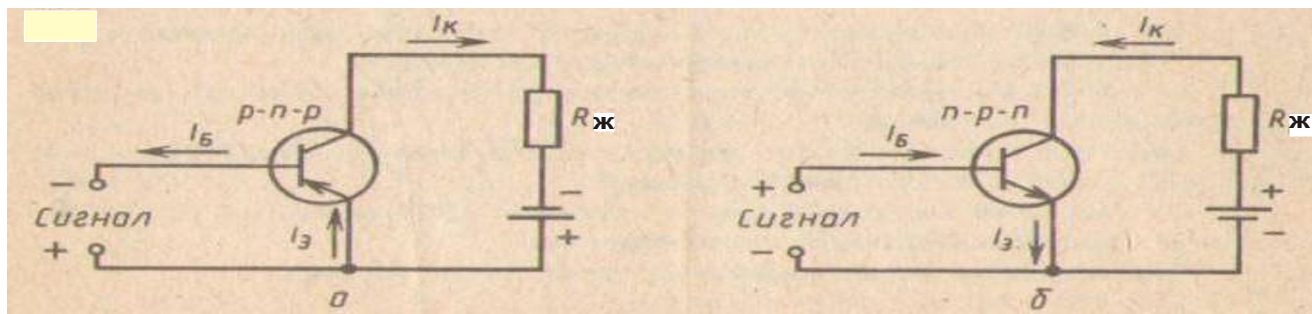 Iк
p-n-p
Rж
Iб
−
Сигнал
+
Iэ
−
+
а
Iк
n-p-n
Rж
Iб
+
Сигнал
−
Iэ
+
−
б